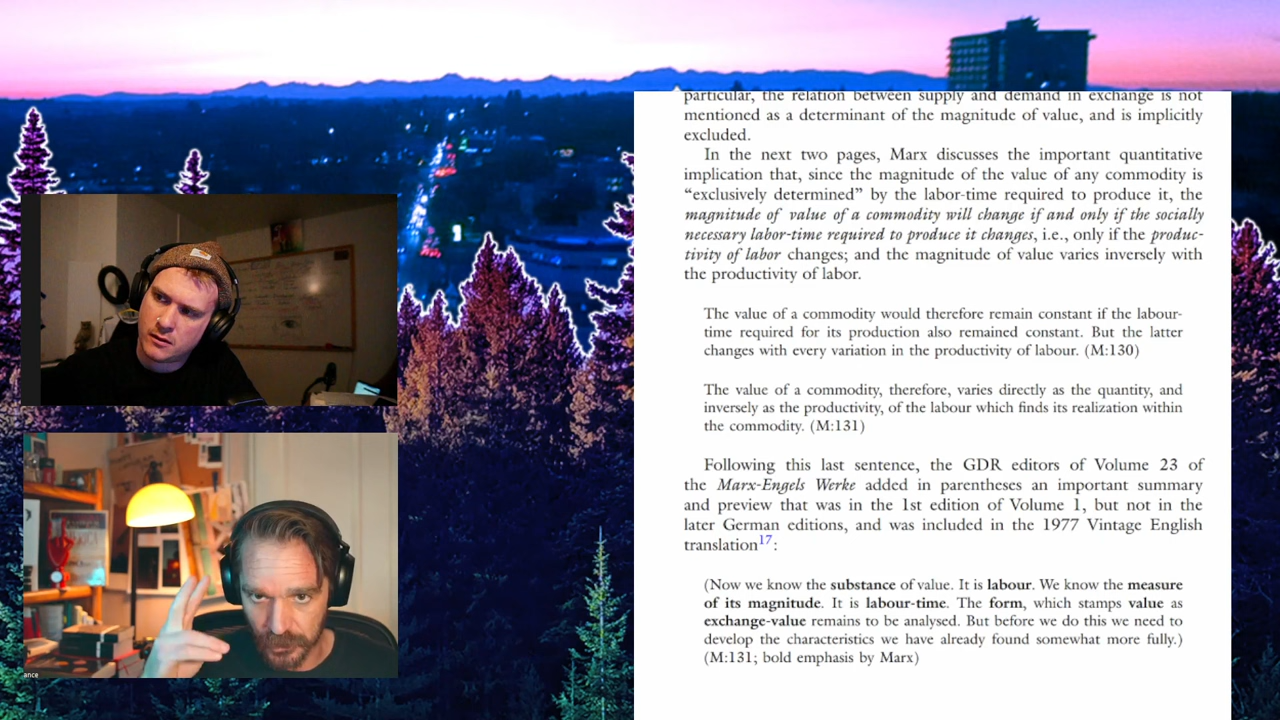 particular, the relation between supply and demand in exchange is not
mentioned as a determinant of the magnitude of value, and is implicitly
excluded.
In the next two pages, Marx discusses the important quantitative
implication that, since the magnitude of the value of any commodity is
“exclusively determined” by the labor-time required to produce it, the
magnitude of value of a commodity will change if and only if the socially
necessary labor-time required to produce it changes, i.e., only if the produc-
tivity of labor changes; and the magnitude of value varies inversely with
the productivity of labor.
The value of a commodity would therefore remain constant if the labour-
time required for its production also remained constant. But the latter
changes with every variation in the productivity of labour. (M:130)
The value of a commodity, therefore, varies directly as the quantity, and
inversely as the productivity, of the labour which finds its realization within
the commodity. (M:131)
Following this last sentence, the GDR editors of Volume 23 of
the Marx-Engels Werke added in parentheses an important summary
and preview that was in the 1st edition of Volume 1, but not in the
later German editions, and was included in the 1977 Vintage English
translation17:
(Now we know the substance of value. It is labour. We know the measure
of its magnitude. It is labour-time. The form, which stamps value as
exchange-value remains to be analysed. But before we do this we need to
develop the characteristics we have already found somewhat more fully.)
(M:131; bold emphasis by Marx)
ance